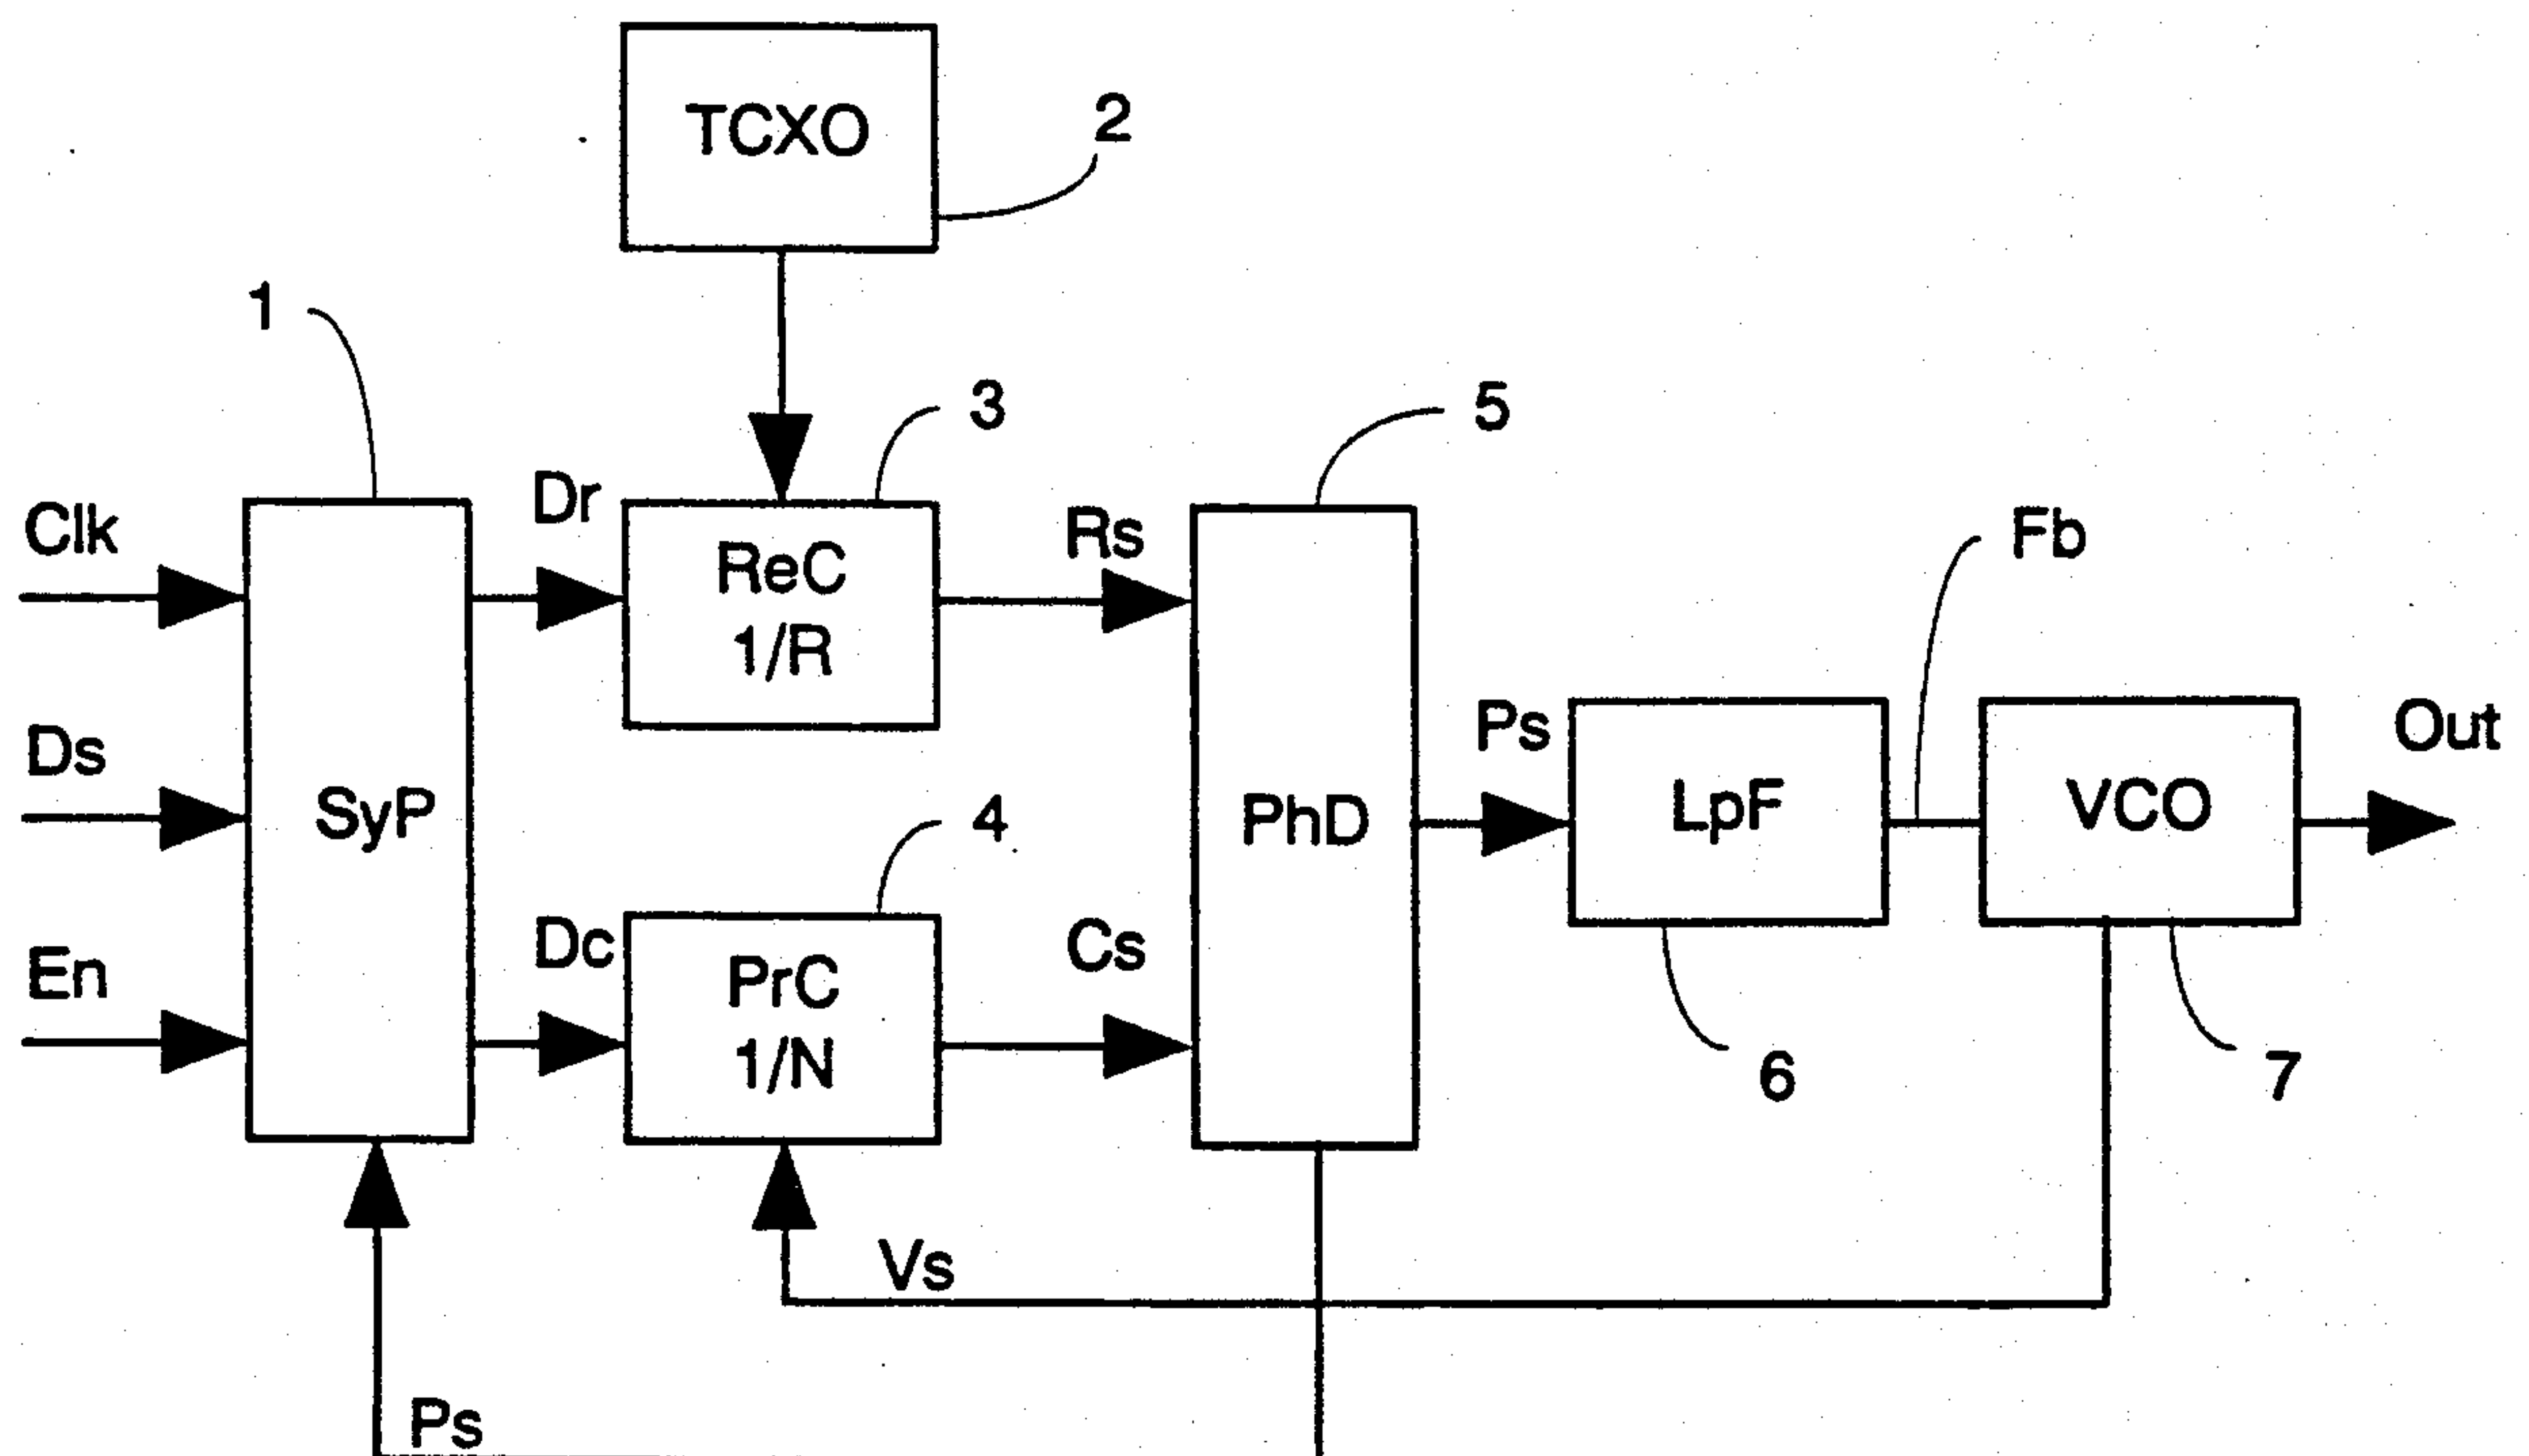 TCXO
2
1
3
5
Clk
Dr
ReC
1/R
Rs
Fb
Ds
SyP
PhD
Ps
LpF
VCO
Out
4
En
Dc
PrC
1/N
Cs
6
7
Vs
Ps